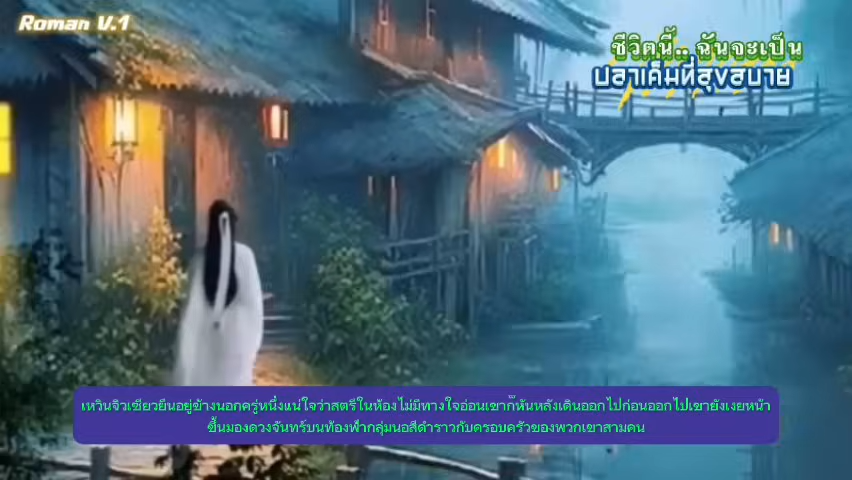 Roman V.1
ชีวิตนี้.. ฉันจะเป็น
ปลาเค็มที่สุขสบาย
เหวินจิวเซียวยืนอยู่ข้างนอกครู่หนึ่งแน่ใจว่าสตรีในห้องไม่มีทางใจอ่อนเขาก็หันหลังเดินออกไปก่อนออกไปเขายังเงยหน้า
ขึ้นมองดวงจันทร์บนท้องฟ้ากลุ่มนอสีดำราวกับครอบครัวของพวกเขาสามคน